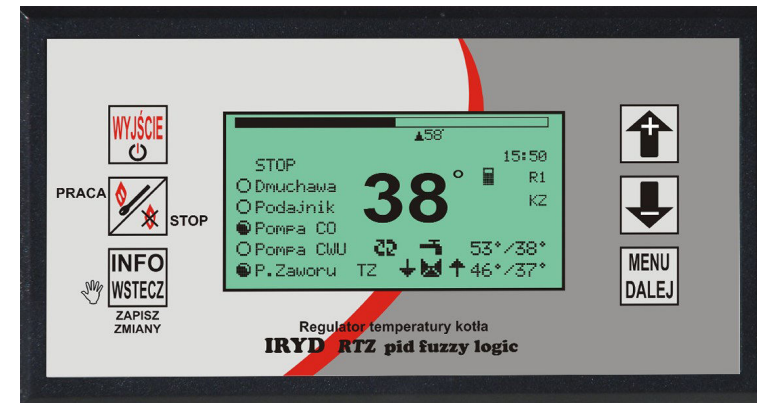 WYJŚCIE
PRACA
STOP
INFO
WSTECZ
ZAPISZ
ZMIANY
▲58°
15:50
STOP
38°
R1
Dmuchawa
Podajnik
KZ
Pompa CO
Pompa CWU
53°/38°
P.Zaworu TZ
46°/37°
Regulator temperatury kotła
IRYD RTZ pid fuzzy logic
+
-
MENU
DALEJ